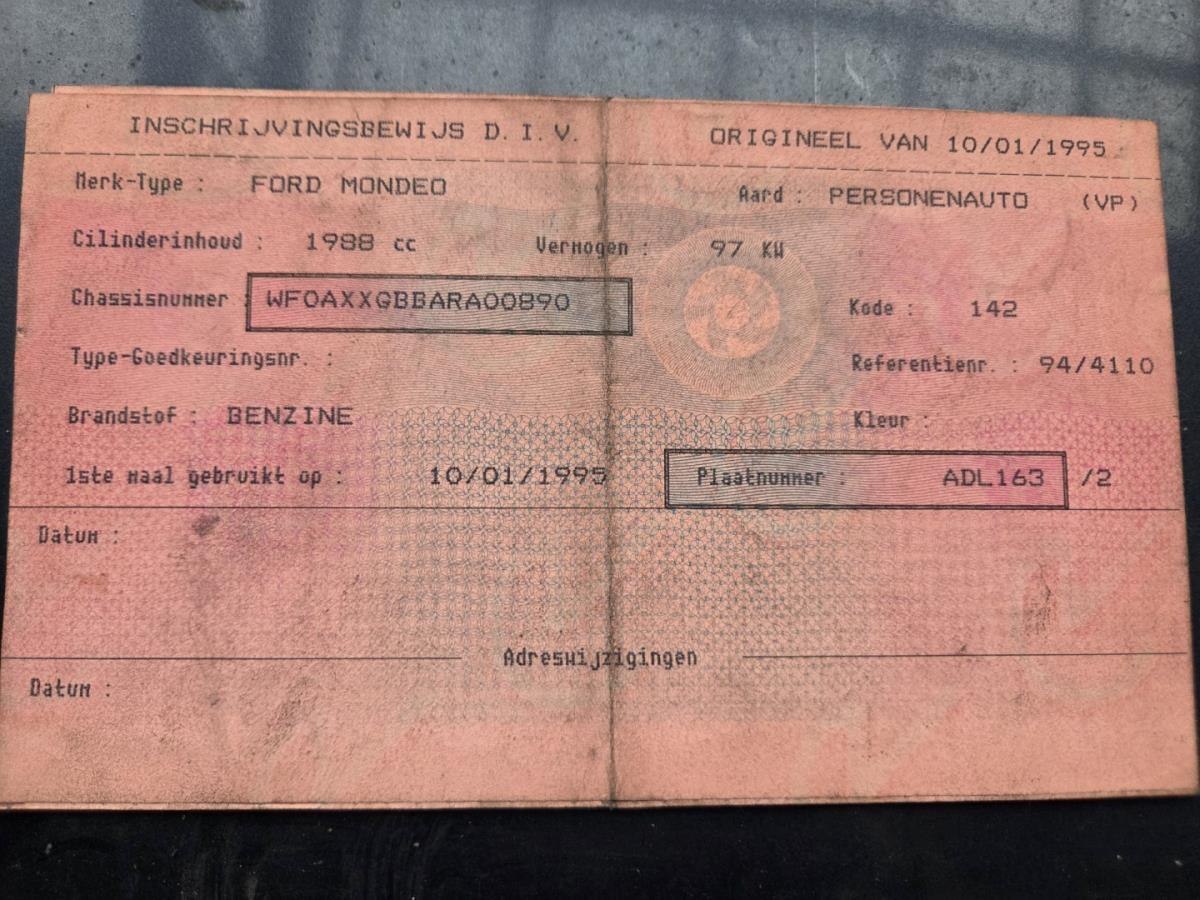 INSCHRIJVINGSBEWIJS D.I.V. ORIGINEEL VAN 10/01/1995
Merk-Type : FORD MONDEO Aard : PERSONENAUTO (VP)
Cilinderinhoud : 1988 cc Vermogen : 97 KW
Chassisnummer : WFOAXXGBBARA00890 Kode : 142
Type-Goedkeuringsnr. : Referentienr. : 94/4110
Brandstof : BENZINE Kleur :
1ste maal gebruikt op : 10/01/1995 Plaatnummer : ADL163 /2
Datum :
Adreswijzigingen
Datum :